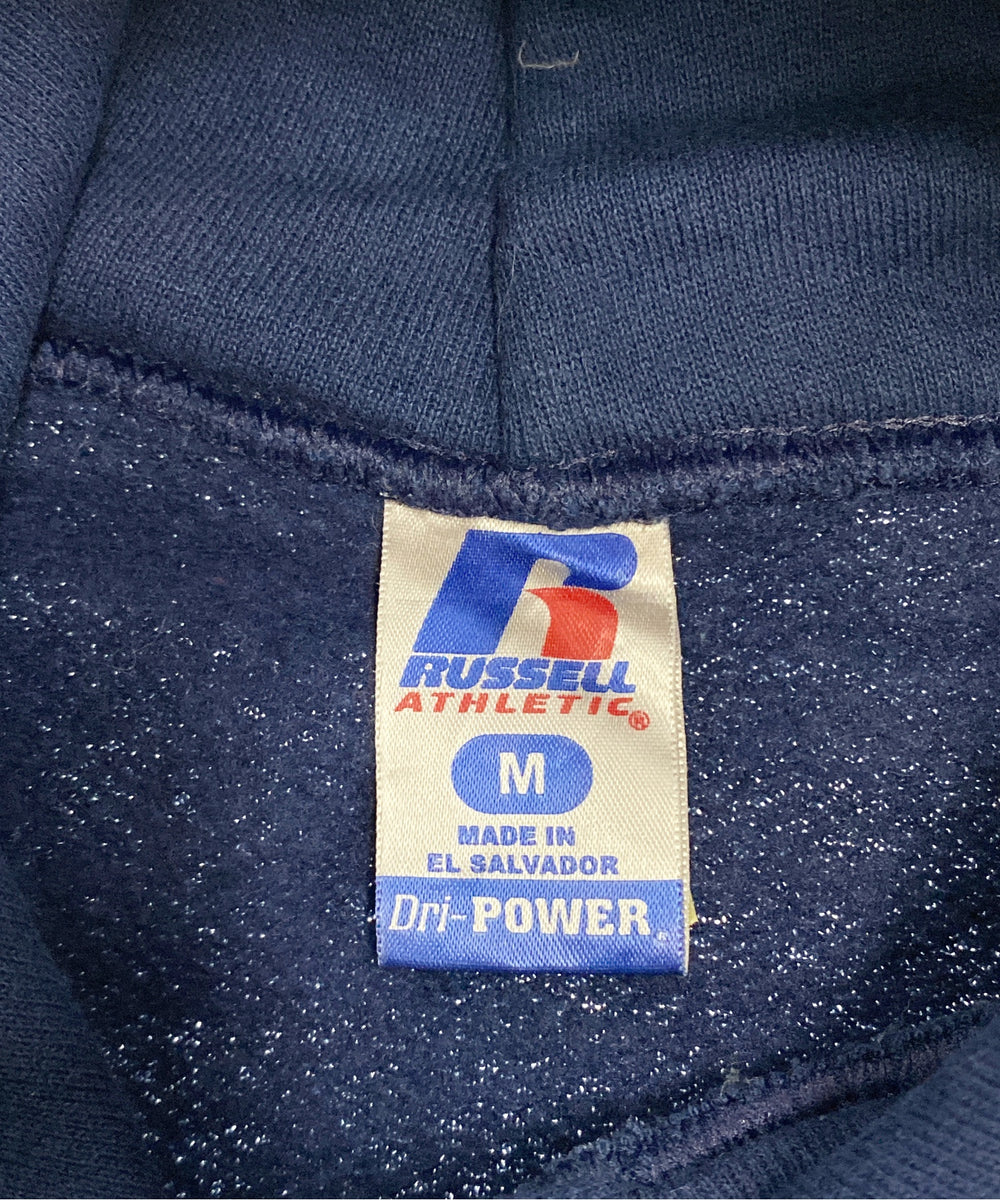 R
RUSSELL
ATHLETIC®
M
MADE IN
EL SALVADOR
Dri-POWER®